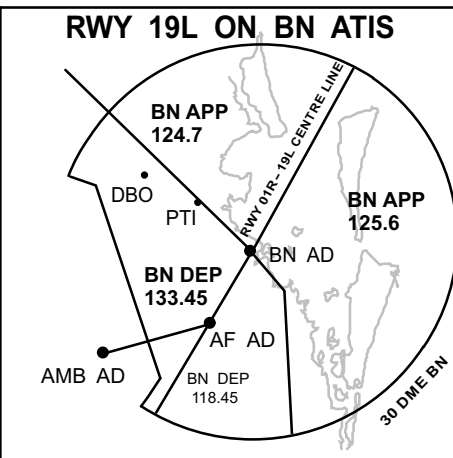 RWY 19L ON BN ATIS
BN APP
124.7
RWY 01R – 19L CENTRE LINE
BN APP
125.6
DBO
PTI
BN AD
BN DEP
133.45
AF AD
AMB AD
BN DEP
118.45
30 DME BN